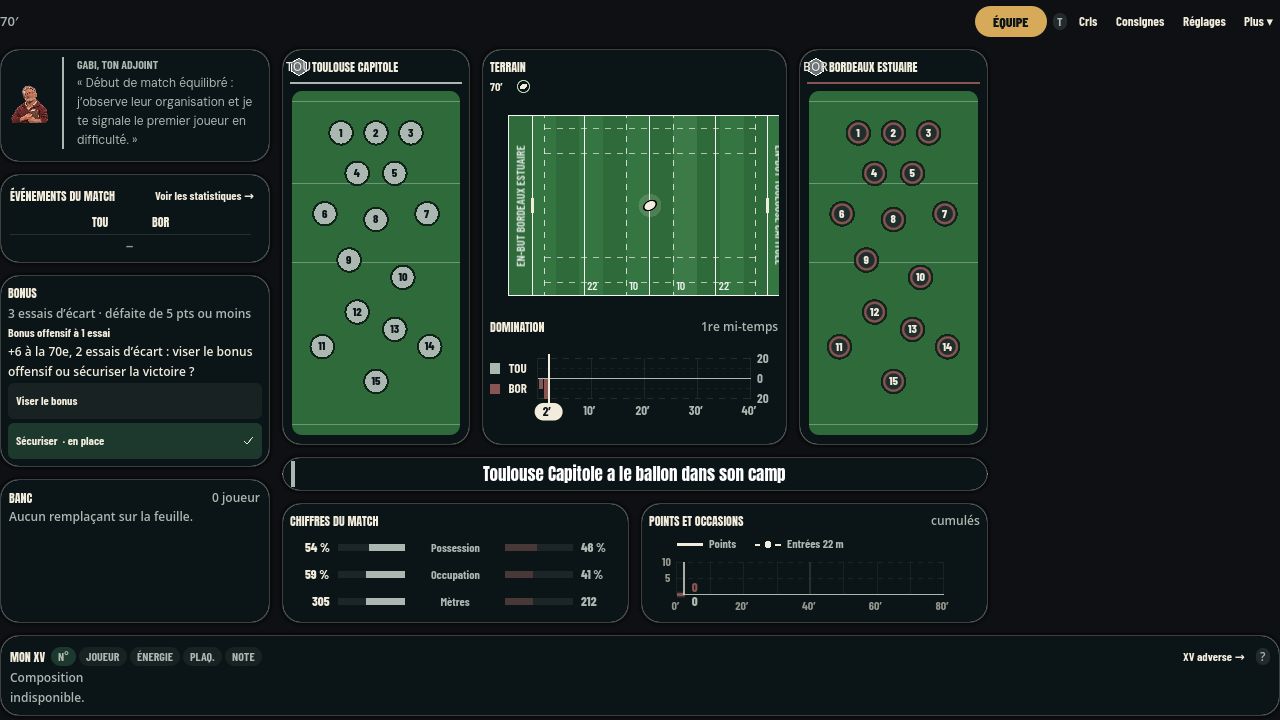 70′
ÉQUIPE
T
Cris
Consignes
Réglages
Plus ▾
GABI, TON ADJOINT
« Début de match équilibré :
j’observe leur organisation et je
te signale le premier joueur en
difficulté. »
ÉVÉNEMENTS DU MATCH
Voir les statistiques →
TOU BOR
–
BONUS
3 essais d’écart · défaite de 5 pts ou moins
Bonus offensif à 1 essai
+6 à la 70e, 2 essais d’écart : viser le bonus
offensif ou sécuriser la victoire ?
Viser le bonus
Sécuriser · en place ✓
BANC
0 joueur
Aucun remplaçant sur la feuille.
TOULOUSE CAPITOLE
1 2 3
4 5
6 8 7
9
10
12
13
11 14
15
TERRAIN
70′
EN-BUT BORDEAUX ESTUAIRE
22 10 10 22
DOMINATION
1re mi-temps
TOU
BOR
20
0
20
2′ 10′ 20′ 30′ 40′
BORDEAUX ESTUAIRE
1 2 3
4 5
6 8 7
9
10
12
13
11 14
15
Toulouse Capitole a le ballon dans son camp
CHIFFRES DU MATCH
54 % Possession 46 %
59 % Occupation 41 %
305 Mètres 212
POINTS ET OCCASIONS
cumulés
Points
Entrées 22 m
10
5
0
0
0′ 20′ 40′ 60′ 80′
MON XV
N°
JOUEUR
ÉNERGIE
PLAQ.
NOTE
XV adverse →
?
Composition
indisponible.